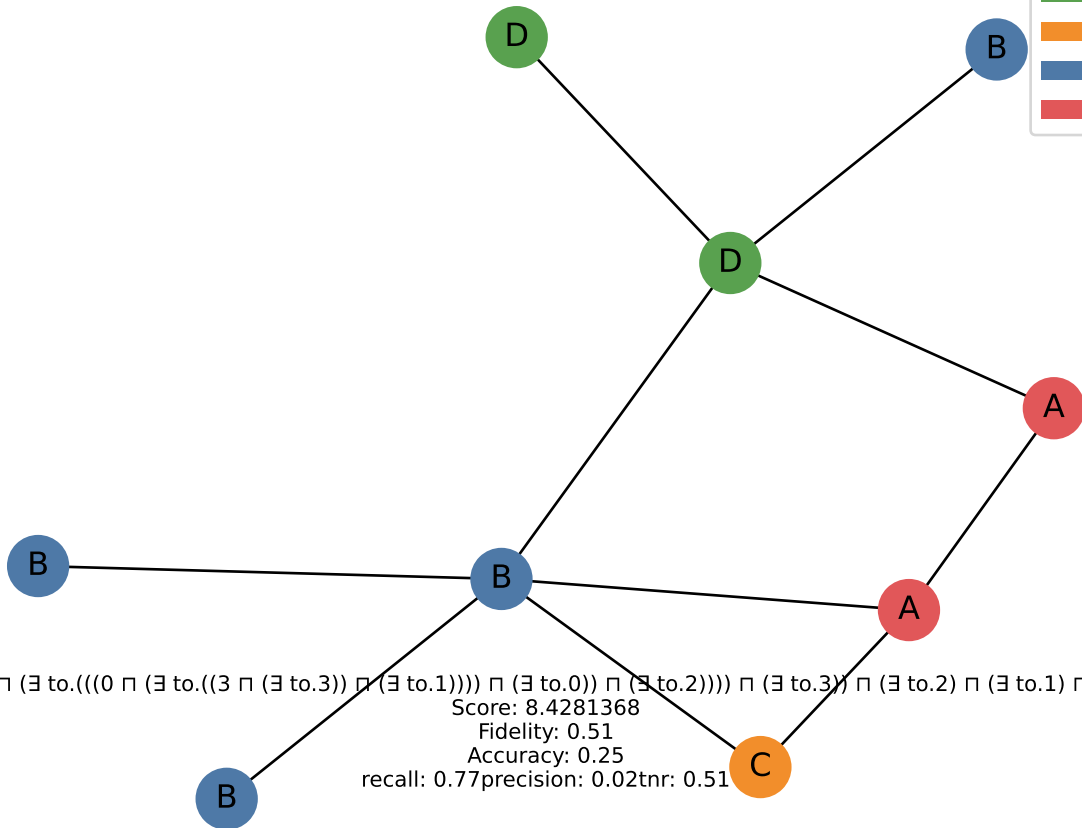 D
B
D
A
B
B
A
⊓ (∃ to.(((0 ⊓ (∃ to.((3 ⊓ (∃ to.3)) ⊓ (∃ to.1)))) ⊓ (∃ to.0)) ⊓ (∃ to.2)))) ⊓ (∃ to.3)) ⊓ (∃ to.2) ⊓ (∃ to.1) ⊓
Score: 8.4281368
Fidelity: 0.51
Accuracy: 0.25
recall: 0.77precision: 0.02tnr: 0.51
C
B